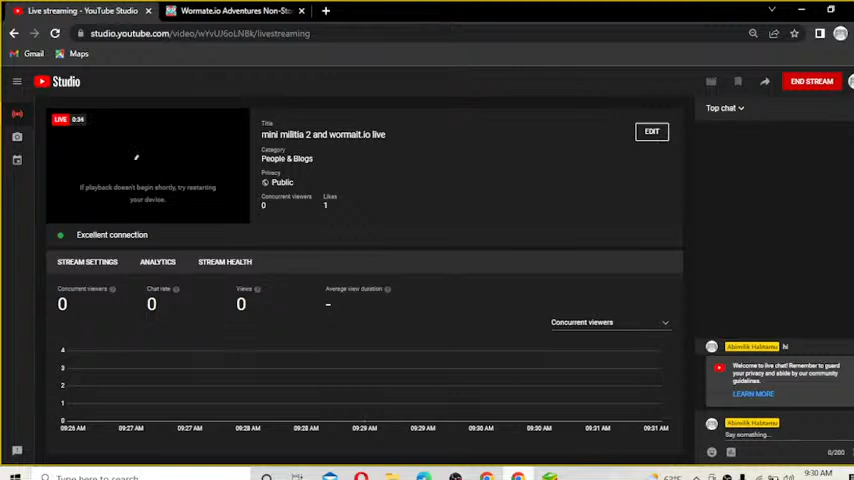 Live streaming - YouTube Studio
Wormate.io Adventures Non-Sto
studio.youtube.com/video/wYvUJ6oLNBk/livestreaming
Gmail
Maps
Studio
END STREAM
Top chat
LIVE 0:34
If playback doesn't begin shortly, try restarting
your device.
Title
mini militia 2 and wormait.io live
EDIT
Category
People & Blogs
Privacy
Public
Concurrent viewers
Likes
0
1
Excellent connection
STREAM SETTINGS
ANALYTICS
STREAM HEALTH
Concurrent viewers
Chat rate
Views
Average view duration
0
0
0
-
Concurrent viewers
4
3
2
1
0
09:26 AM 09:27 AM 09:27 AM 09:28 AM 09:28 AM 09:29 AM 09:29 AM 09:30 AM 09:30 AM 09:31 AM 09:31 AM
Abimilik Habtamu hi
Welcome to live chat! Remember to guard
your privacy and abide by our community
guidelines.
LEARN MORE
Abimilik Habtamu
Say something...
0/200
Type here to search
63°F
9:30 AM